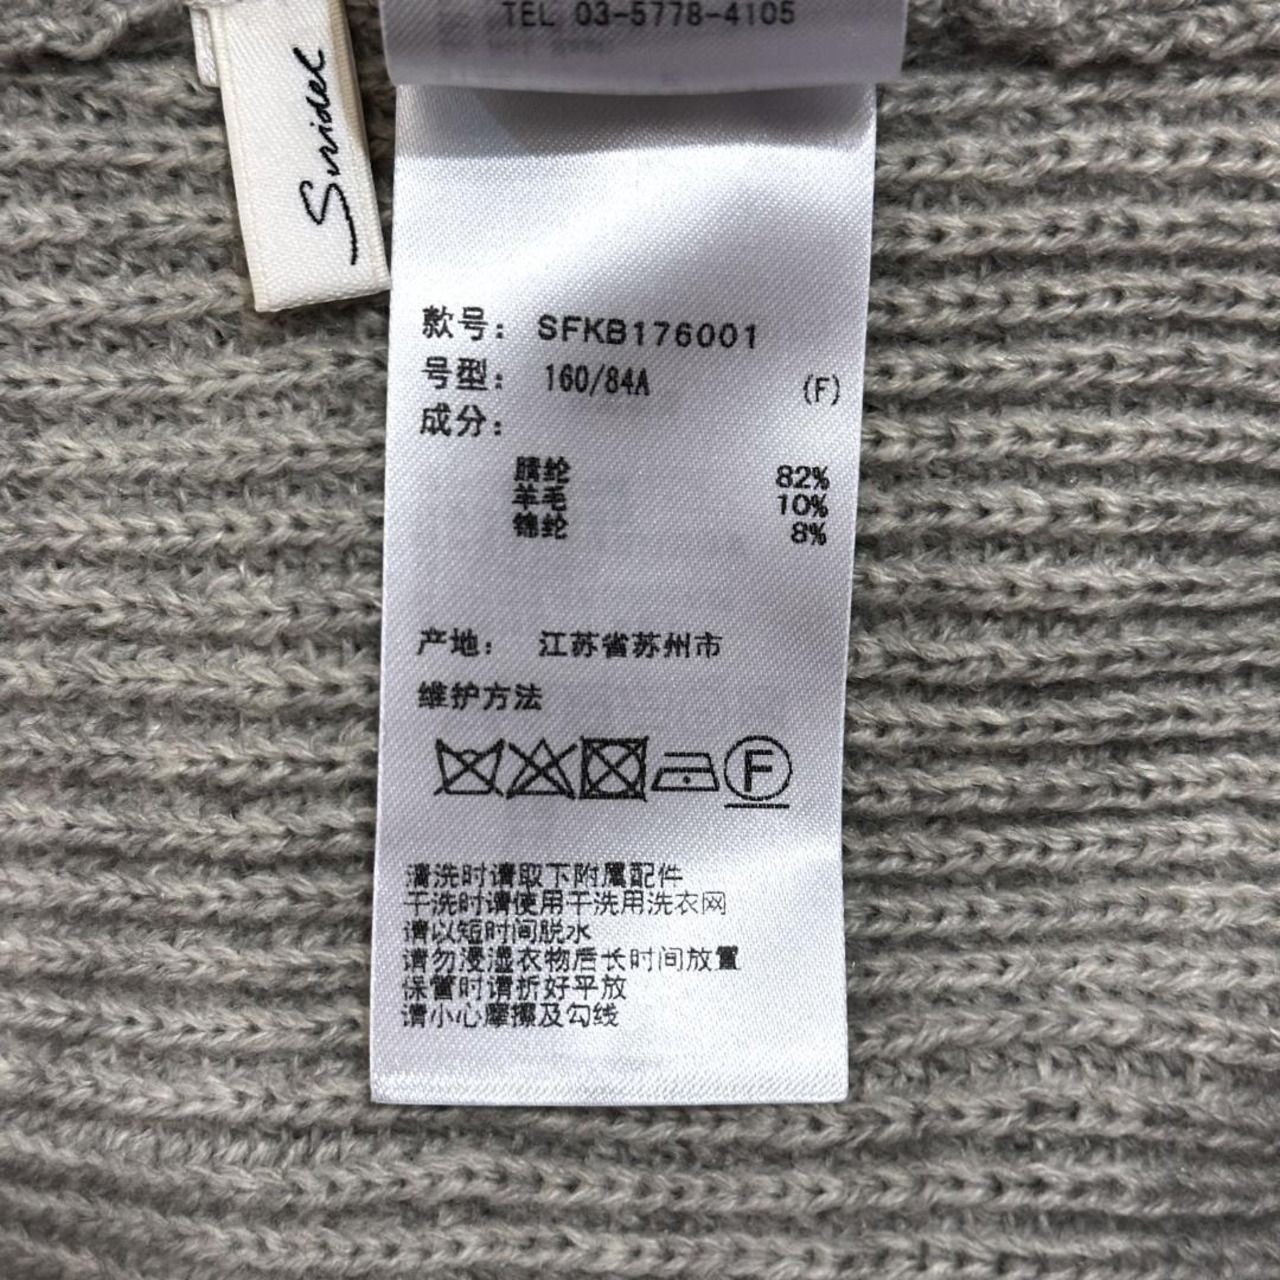 TEL 03-5778-4105
Snidel
款号: SFKB176001
号型: 160/84A (F)
成分:
腈纶 82%
羊毛 10%
锦纶 8%
产地: 江苏省苏州市
维护方法
F
清洗时请取下附属配件
干洗时请使用干洗用洗衣网
请以短时间脱水
请勿浸湿衣物后长时间放置
保管时请折好平放
请小心摩擦及勾线